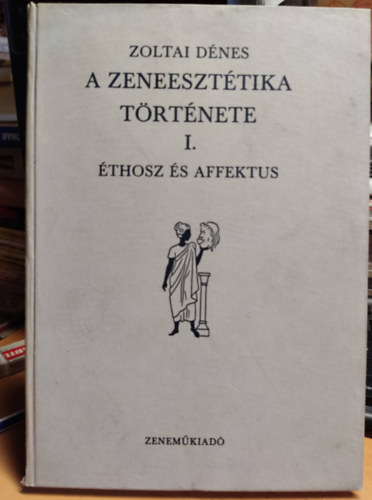 ZOLTAI DÉNES
A ZENEESZTÉTIKA
TÖRTÉNETE
I.
ÉTHOSZ ÉS AFFEKTUS
ZENEMŰKIADÓ